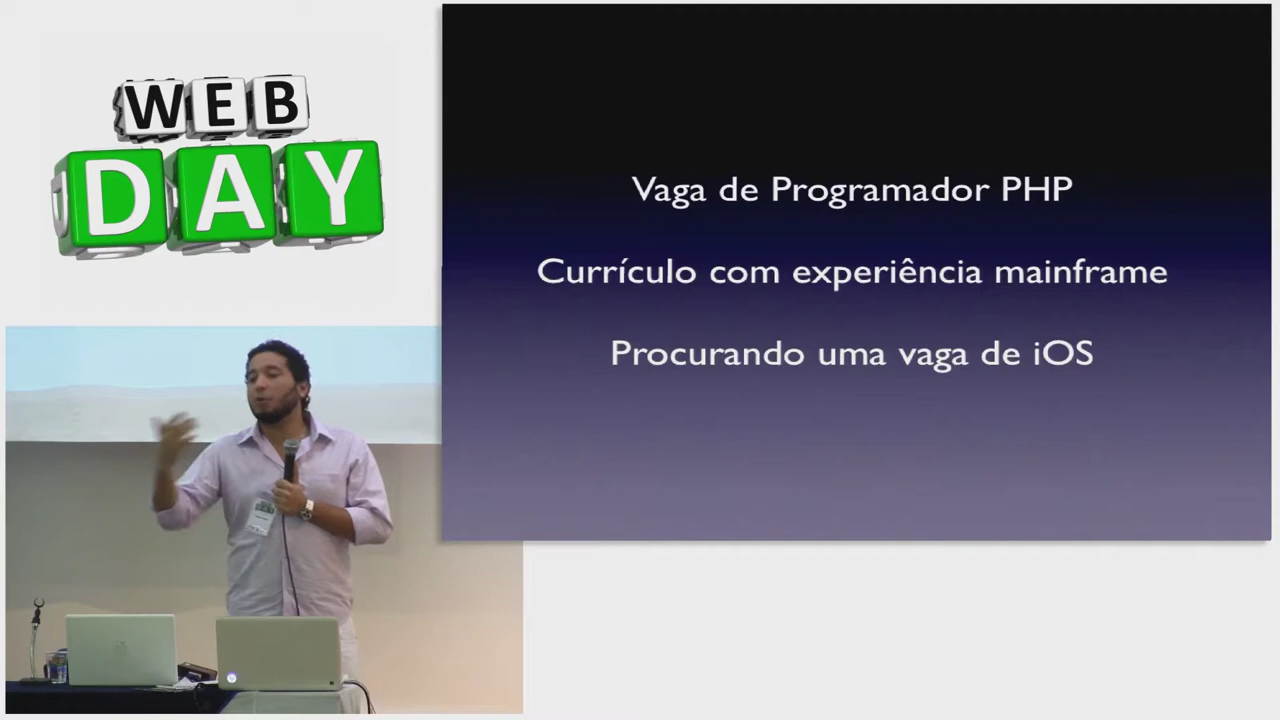 WEB
DAY
Vaga de Programador PHP
Currículo com experiência mainframe
Procurando uma vaga de iOS